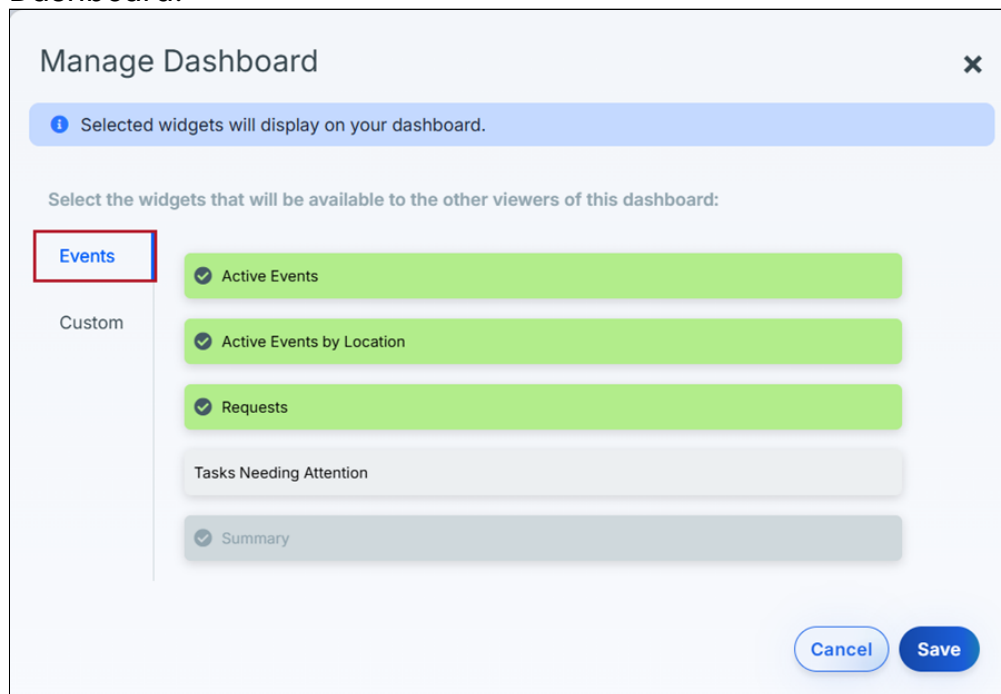 Dashboard.
Manage Dashboard
Selected widgets will display on your dashboard.
Select the widgets that will be available to the other viewers of this dashboard:
Events
Active Events
Active Events by Location
Custom
Requests
Tasks Needing Attention
Summary
Cancel
Save